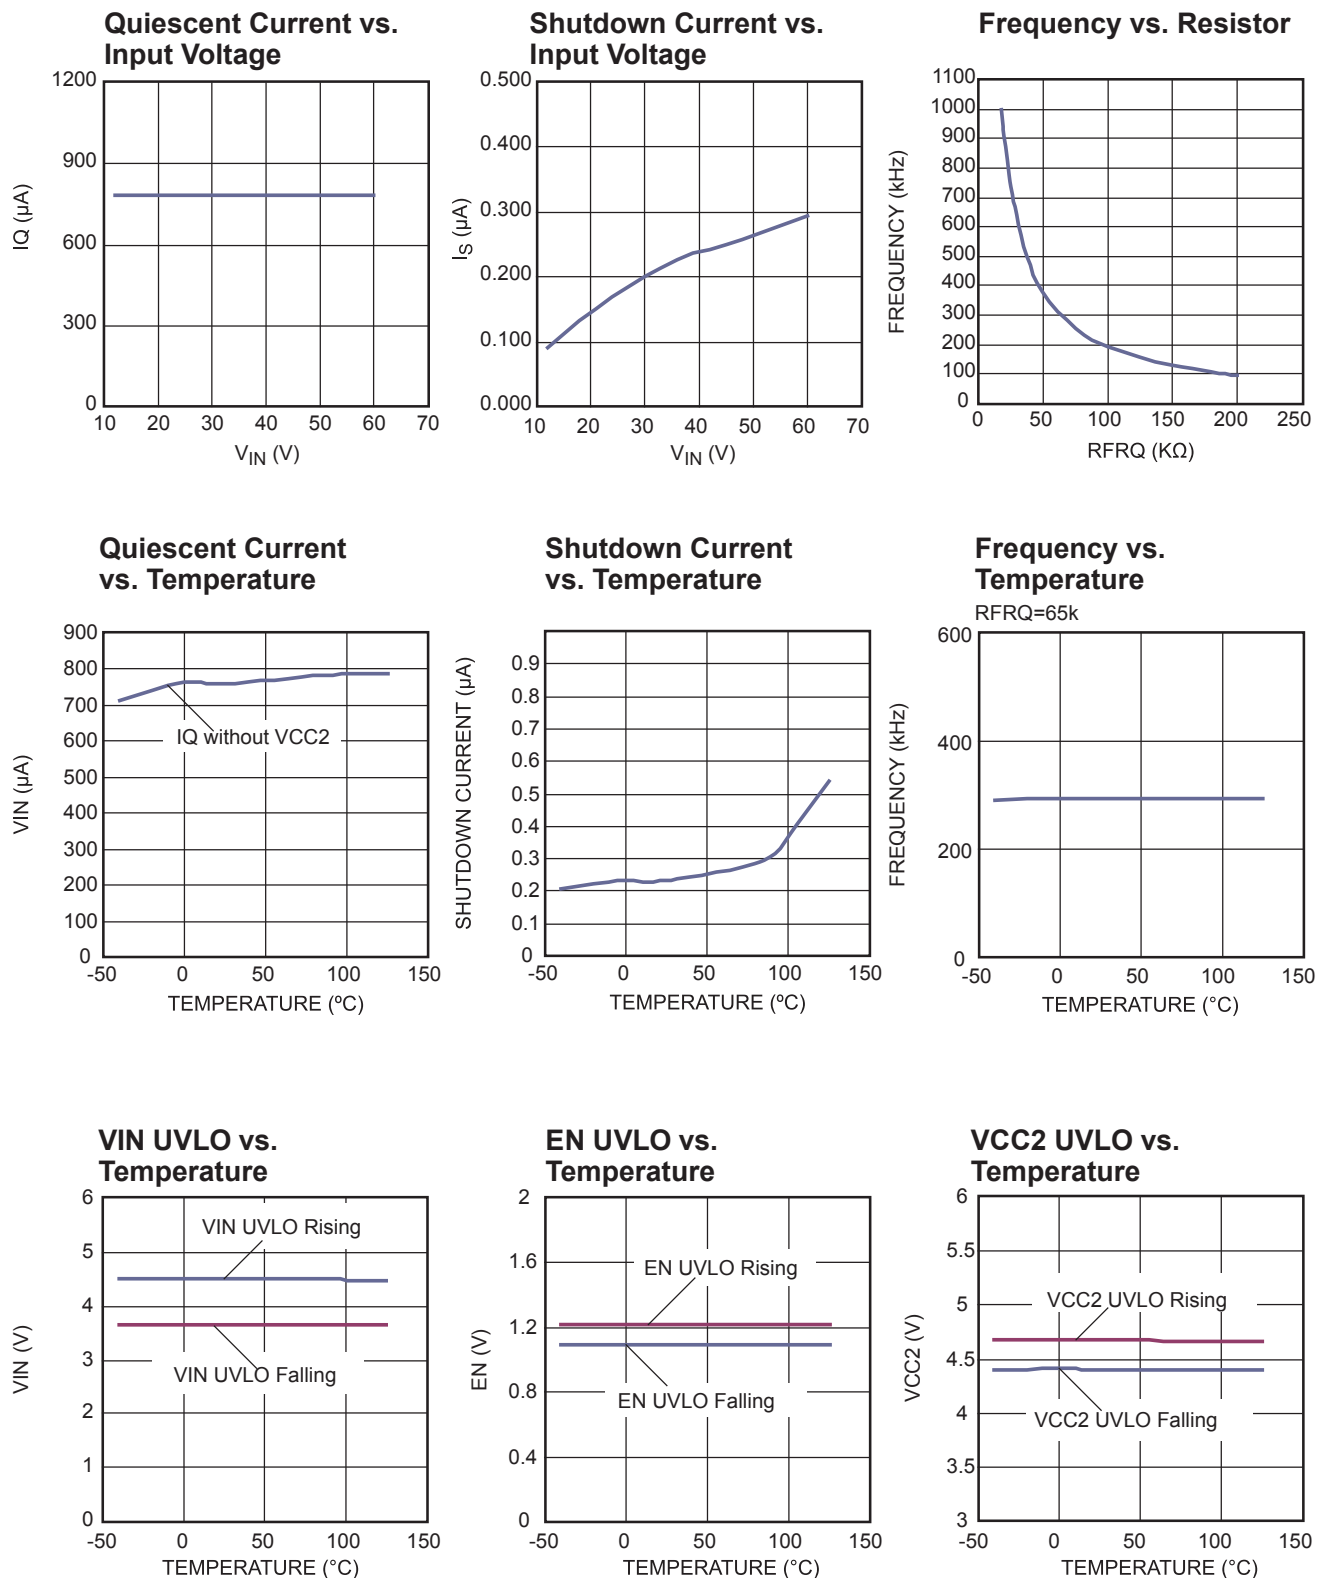 Quiescent Current vs.
Input Voltage
1200
900
600
300
0
IQ (µA)
10 20 30 40 50 60 70
VIN (V)
Shutdown Current vs.
Input Voltage
0.500
0.400
0.300
0.200
0.100
0.000
IS (µA)
10 20 30 40 50 60 70
VIN (V)
Frequency vs. Resistor
1100
1000
900
800
700
600
500
400
300
200
100
0
FREQUENCY (kHz)
0 50 100 150 200 250
RFRQ (KΩ)
Quiescent Current
vs. Temperature
900
800
700
600
500
400
300
200
100
0
VIN (µA)
IQ without VCC2
-50 0 50 100 150
TEMPERATURE (ºC)
Shutdown Current
vs. Temperature
0.9
0.8
0.7
0.6
0.5
0.4
0.3
0.2
0.1
0
SHUTDOWN CURRENT (µA)
-50 0 50 100 150
TEMPERATURE (ºC)
Frequency vs.
Temperature
RFRQ=65k
600
400
200
0
FREQUENCY (kHz)
-50 0 50 100 150
TEMPERATURE (°C)
VIN UVLO vs.
Temperature
6
5
4
3
2
1
0
VIN (V)
VIN UVLO Rising
VIN UVLO Falling
-50 0 50 100 150
TEMPERATURE (°C)
EN UVLO vs.
Temperature
2
1.6
1.2
0.8
0.4
0
EN (V)
EN UVLO Rising
EN UVLO Falling
-50 0 50 100 150
TEMPERATURE (°C)
VCC2 UVLO vs.
Temperature
6
5.5
5
4.5
4
3.5
3
VCC2 (V)
VCC2 UVLO Rising
VCC2 UVLO Falling
-50 0 50 100 150
TEMPERATURE (°C)